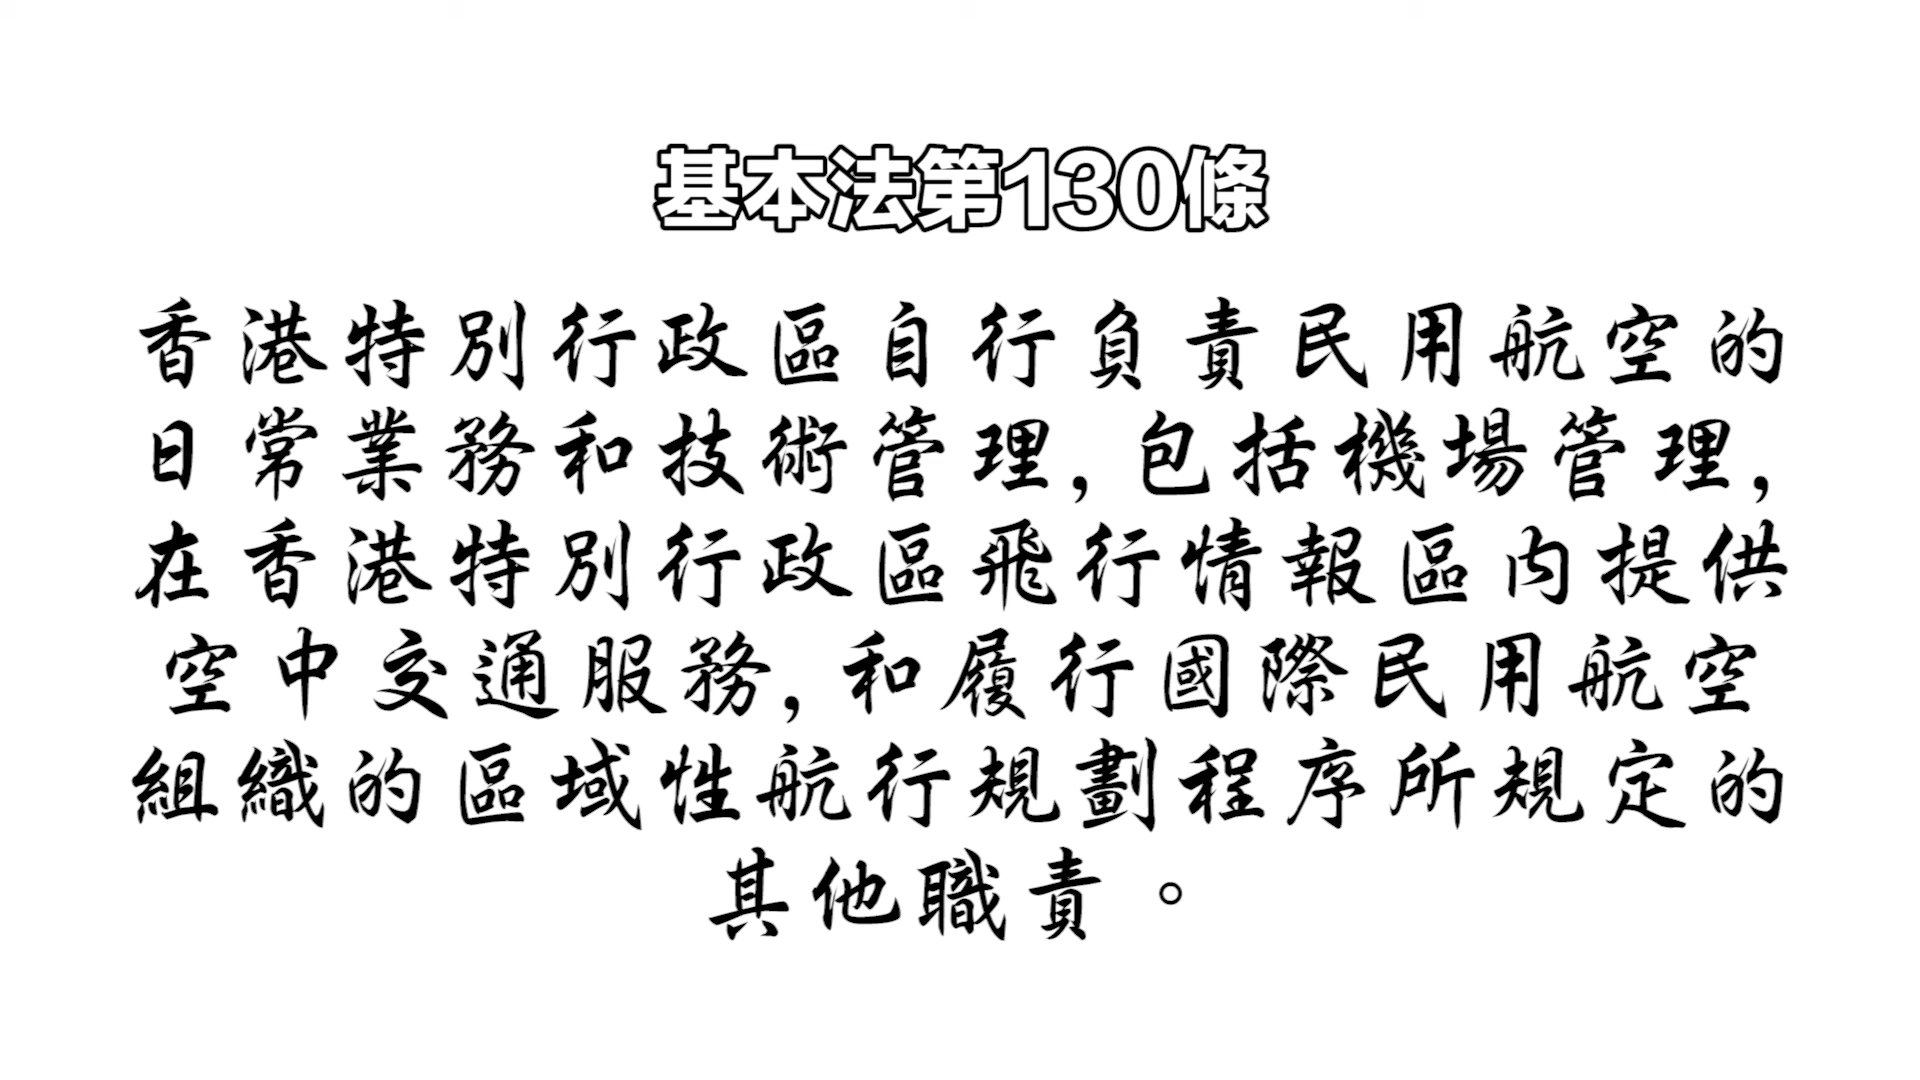 基本法第130條
香港特別行政區自行負責民用航空的
日常業務和技術管理,包括機場管理,
在香港特別行政區飛行情報區內提供
空中交通服務,和履行國際民用航空
組織的區域性航行規劃程序所規定的
其他職責。